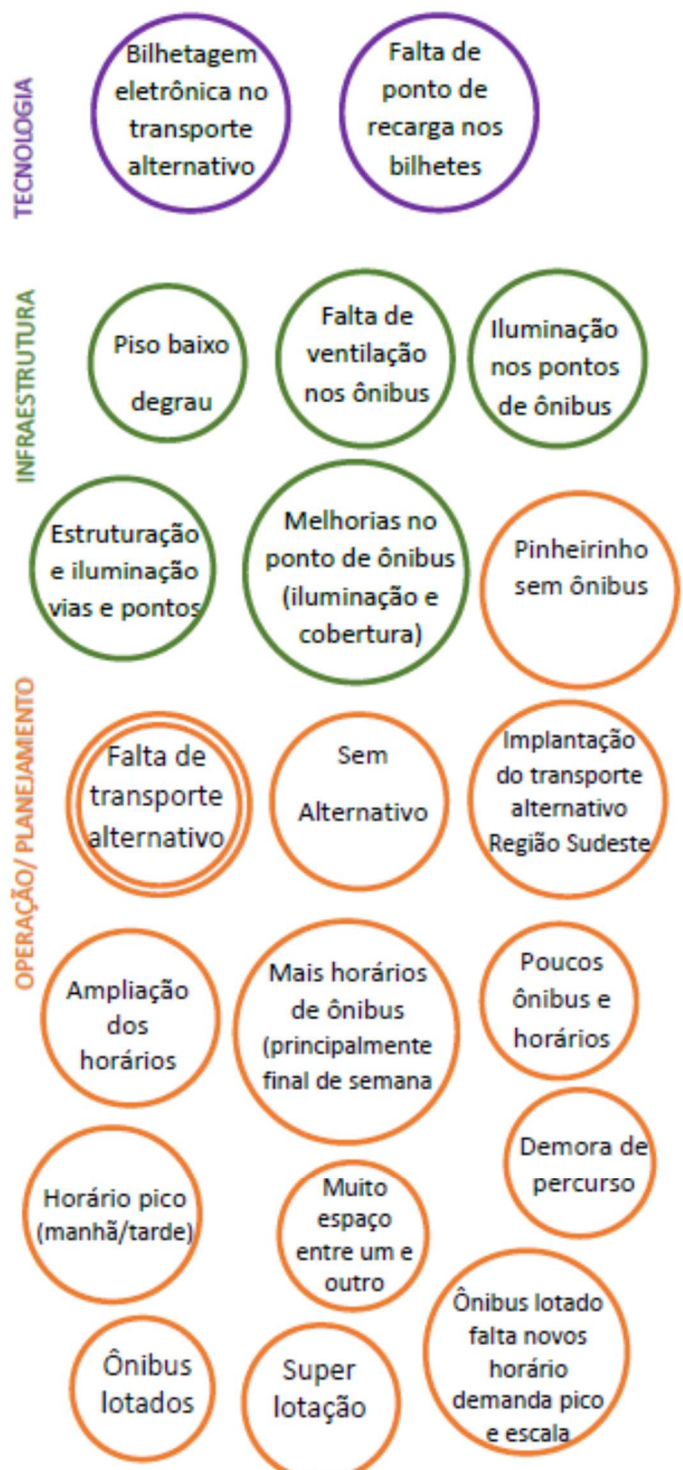 TECNOLOGIA
Bilhetagem
eletrônica no
transporte
alternativo
Falta de
ponto de
recarga nos
bilhetes
INFRAESTRUTURA
Piso baixo
degrau
Falta de
ventilação
nos ônibus
Iluminação
nos pontos
de ônibus
Estruturação
e iluminação
vias e pontos
Melhorias no
ponto de ônibus
(iluminação e
cobertura)
Pinheirinho
sem ônibus
OPERAÇÃO/ PLANEJAMENTO
Falta de
transporte
alternativo
Sem
Alternativo
Implantação
do transporte
alternativo
Região Sudeste
Ampliação
dos
horários
Mais horários
de ônibus
(principalmente
final de semana
Poucos
ônibus e
horários
Demora de
percurso
Horário pico
(manhã/tarde)
Muito
espaço
entre um e
outro
Ônibus lotado
falta novos
horário
demanda pico
e escala
Ônibus
lotados
Super
lotação